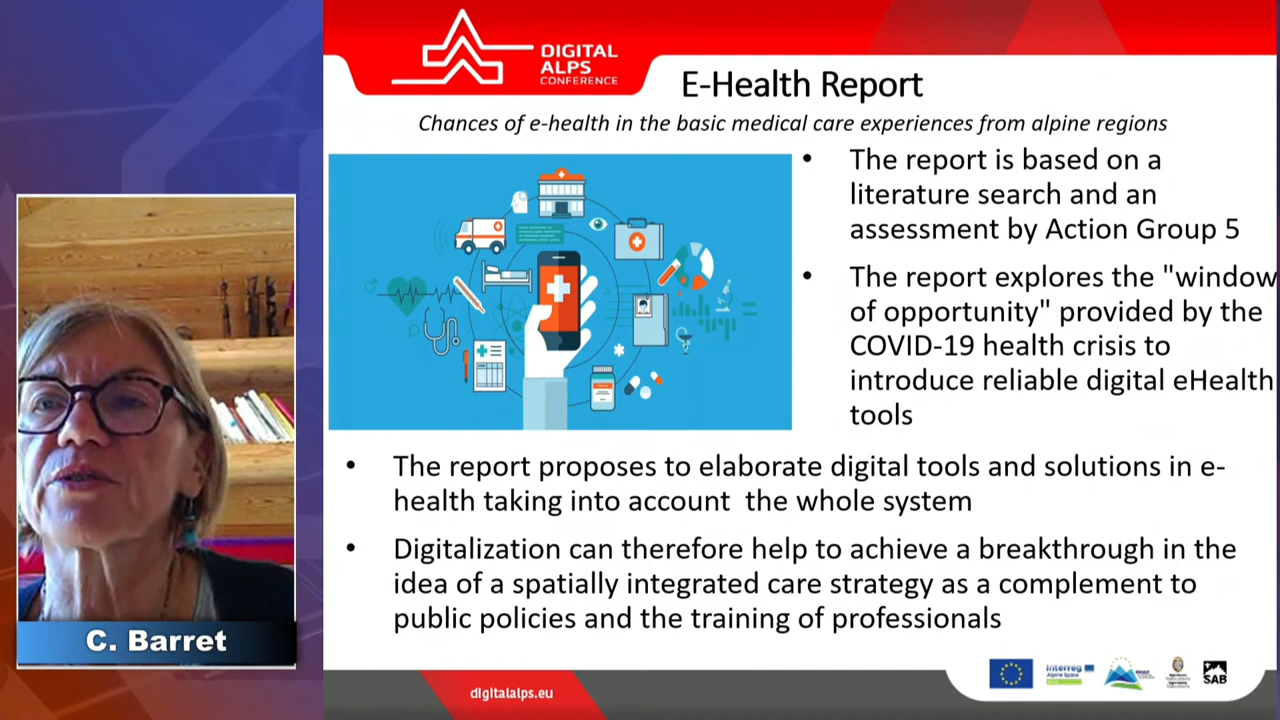 DIGITAL
ALPS
CONFERENCE
E-Health Report
Chances of e-health in the basic medical care experiences from alpine regions
• The report is based on a
literature search and an
assessment by Action Group 5
• The report explores the "window
of opportunity" provided by the
COVID-19 health crisis to
introduce reliable digital eHealth
tools
• The report proposes to elaborate digital tools and solutions in e-
health taking into account the whole system
• Digitalization can therefore help to achieve a breakthrough in the
idea of a spatially integrated care strategy as a complement to
public policies and the training of professionals
C. Barret
digitalalps.eu
Interreg
Alpine Space
SAB